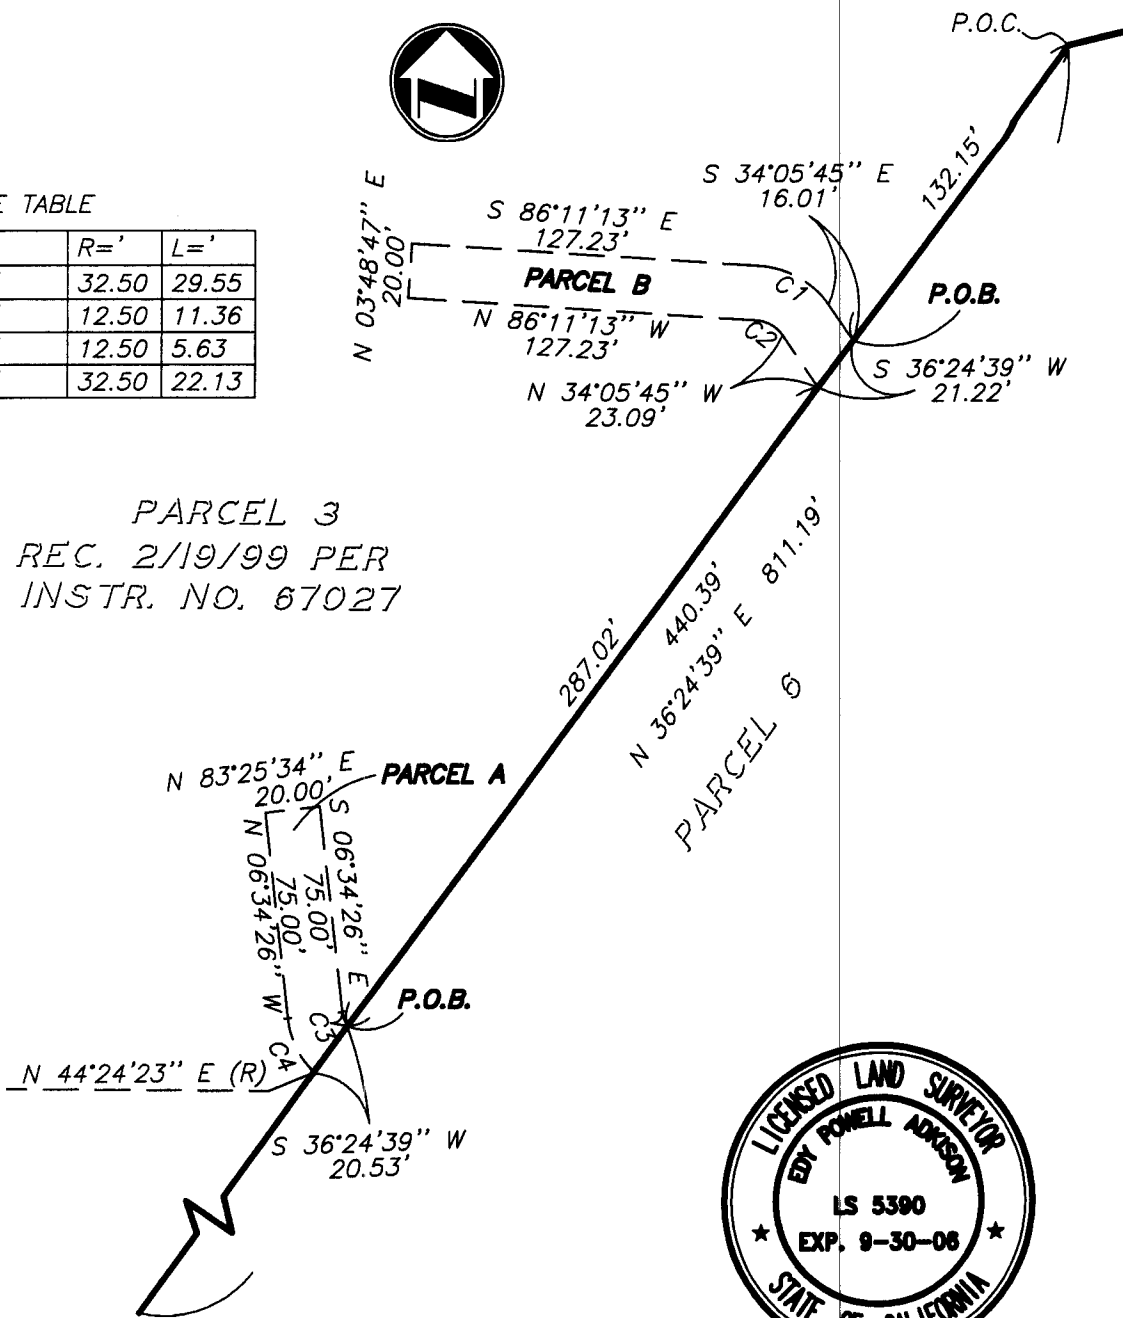 P.O.C.
132.15'
S 34°05'45" E
16.01'
S 86°11'13" E
127.23'
N 03°48'47" E
20.00'
PARCEL B
C1
P.O.B.
N 86°11'13" W
127.23'
C2
N 34°05'45" W
23.09'
S 36°24'39" W
21.22'
E TABLE
R=' L='
32.50 29.55
12.50 11.36
12.50 5.63
32.50 22.13
PARCEL 3
REC. 2/19/99 PER
INSTR. NO. 67027
287.02'
440.39'
N 36°24'39" E 811.19'
PARCEL 6
N 83°25'34" E
20.00'
PARCEL A
S 06°34'26" E
75.00'
75.00'
N 06°34'26" W
P.O.B.
C3
C4
N 44°24'23" E (R)
S 36°24'39" W
20.53'
LICENSED LAND SURVEYOR
EDY POWELL ADKISON
LS 5390
EXP. 9-30-06
STATE OF CALIFORNIA